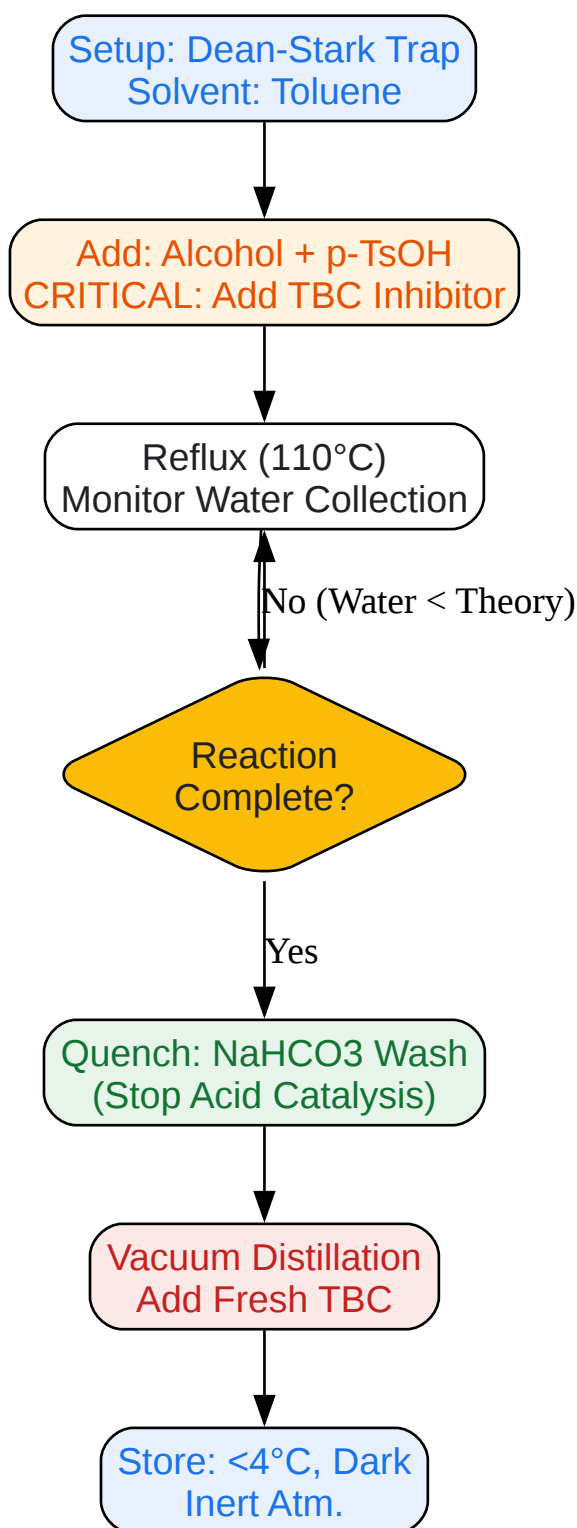 Setup: Dean-Stark Trap
Solvent: Toluene
Add: Alcohol + p-TsOH
CRITICAL: Add TBC Inhibitor
Reflux (110°C)
Monitor Water Collection
No (Water < Theory)
Reaction
Complete?
Yes
Quench: NaHCO3 Wash
(Stop Acid Catalysis)
Vacuum Distillation
Add Fresh TBC
Store: <4°C, Dark
Inert Atm.